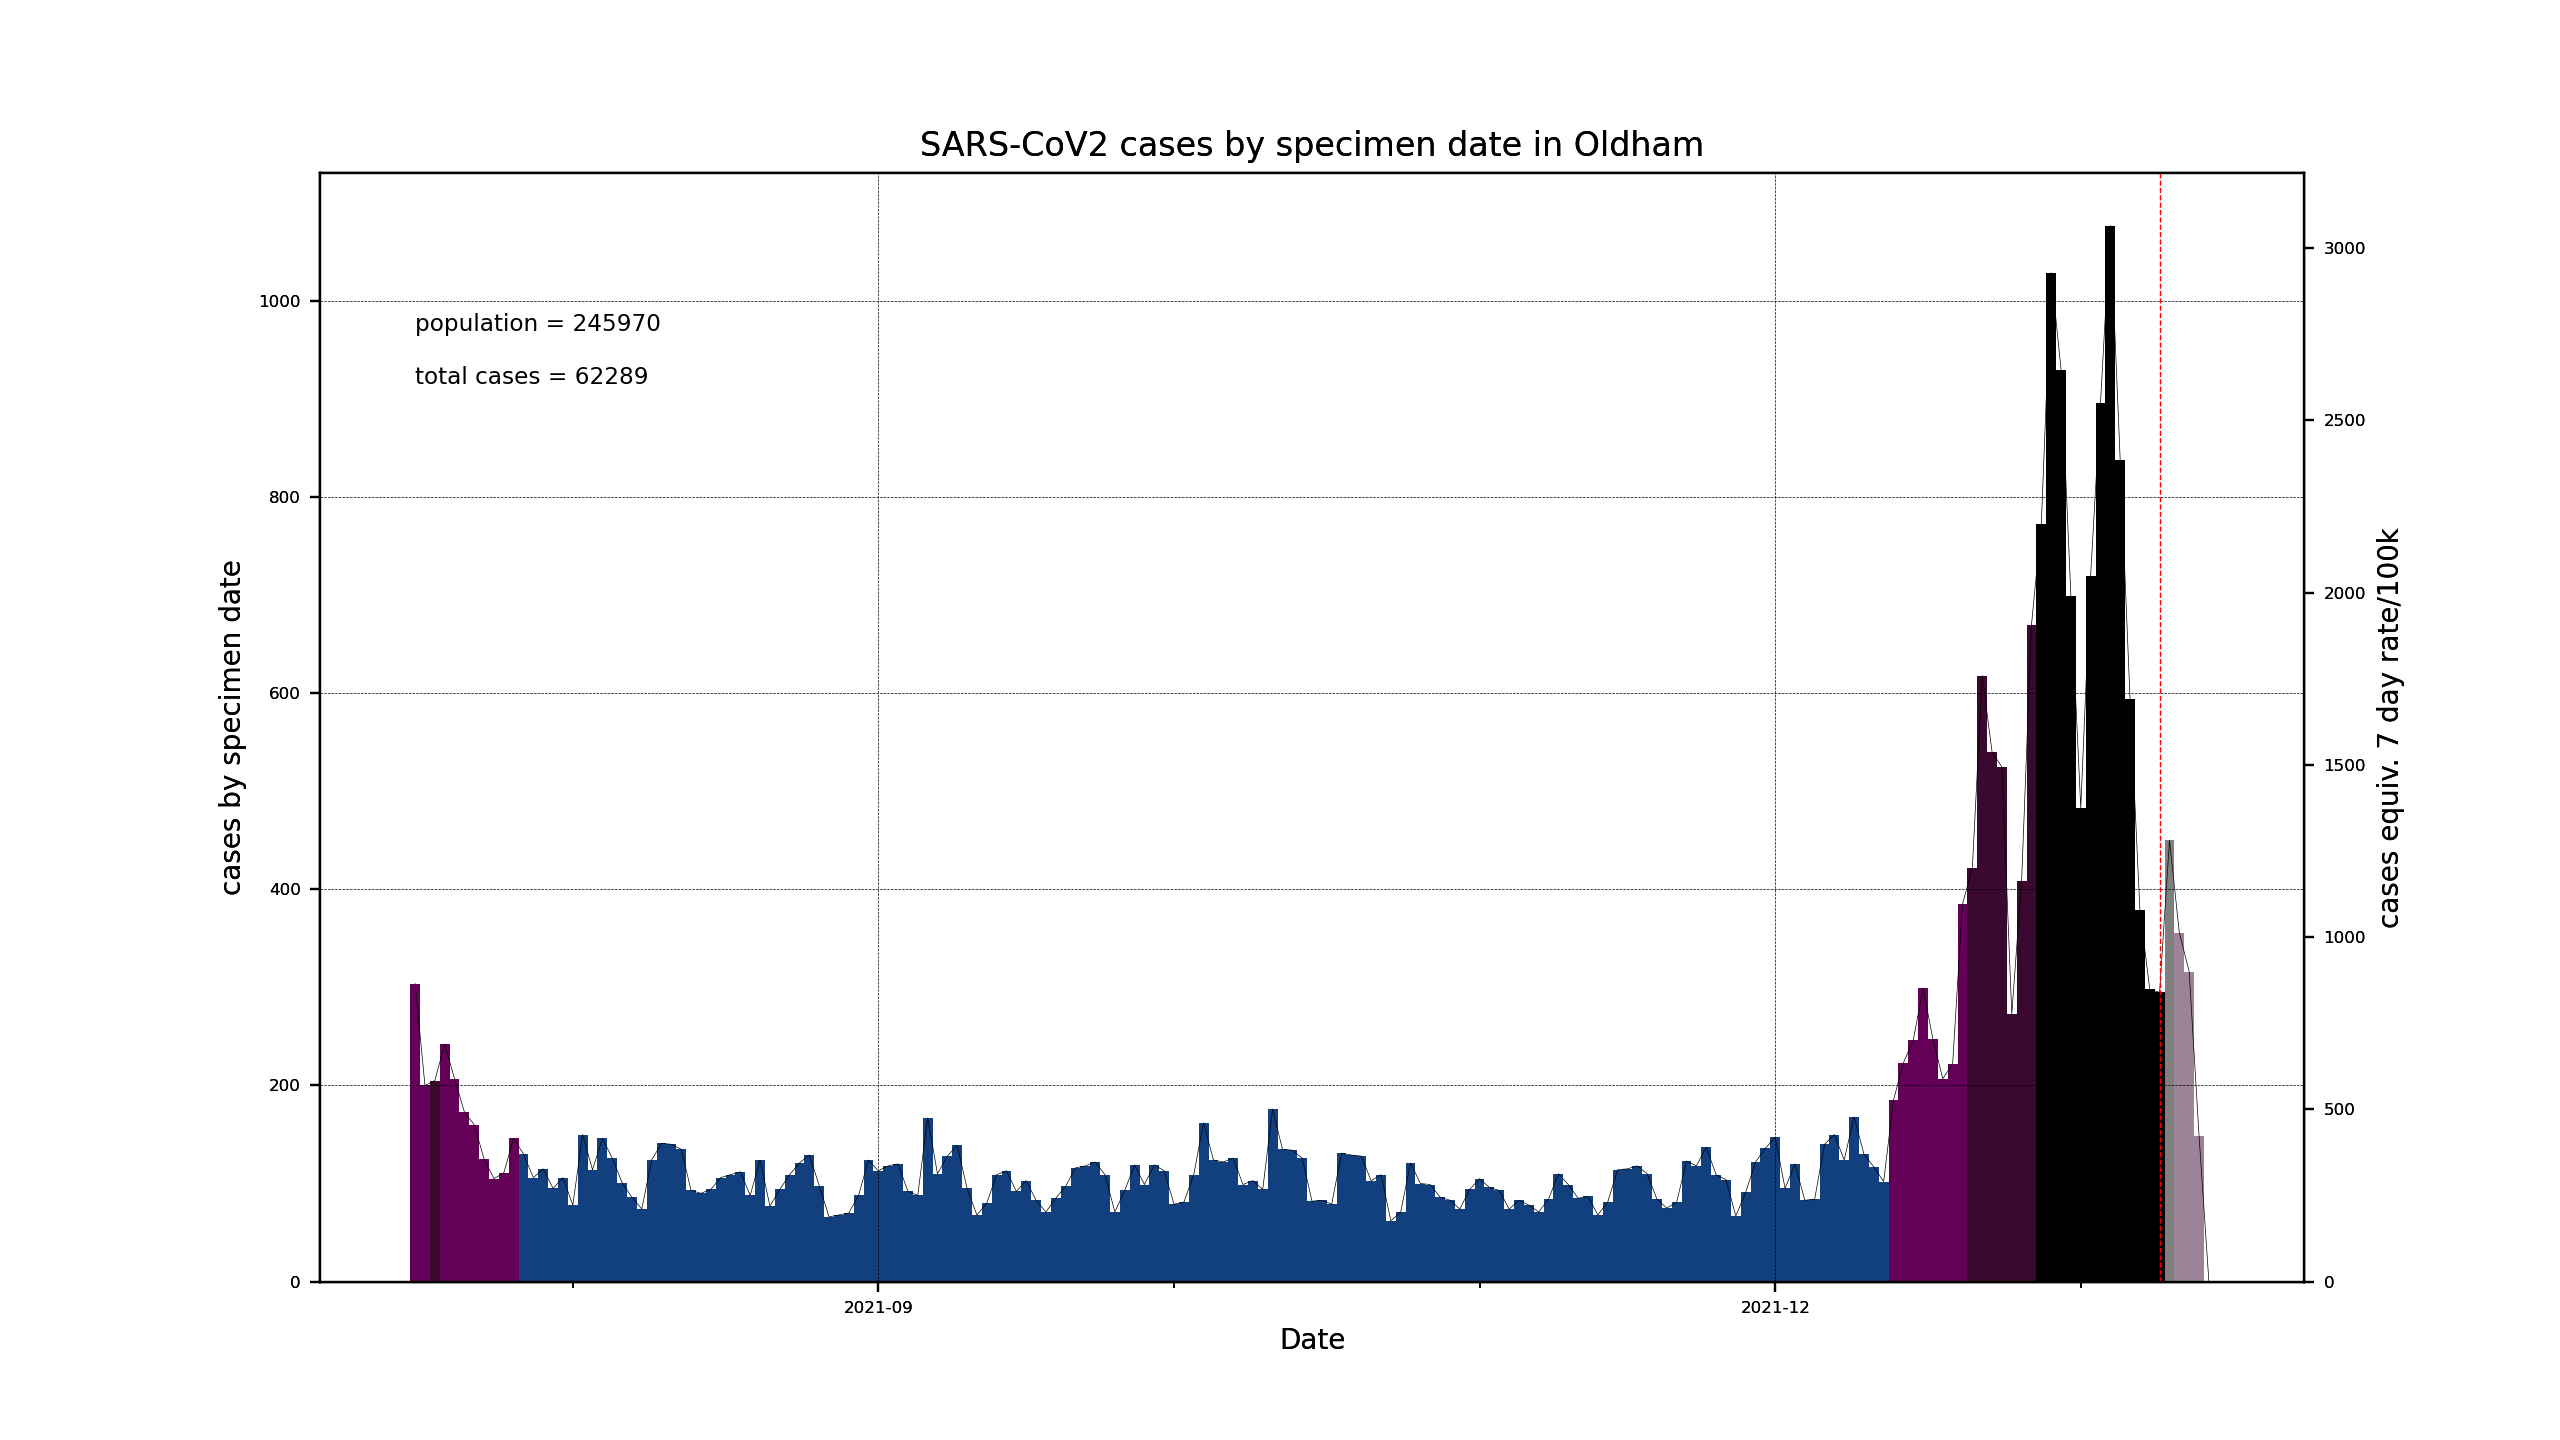 SARS-CoV2 cases by specimen date in Oldham
population = 245970
total cases = 62289
cases by specimen date
1000
800
600
400
200
0
3000
2500
2000
1500
1000
500
0
cases equiv. 7 day rate/100k
2021-09
2021-12
Date